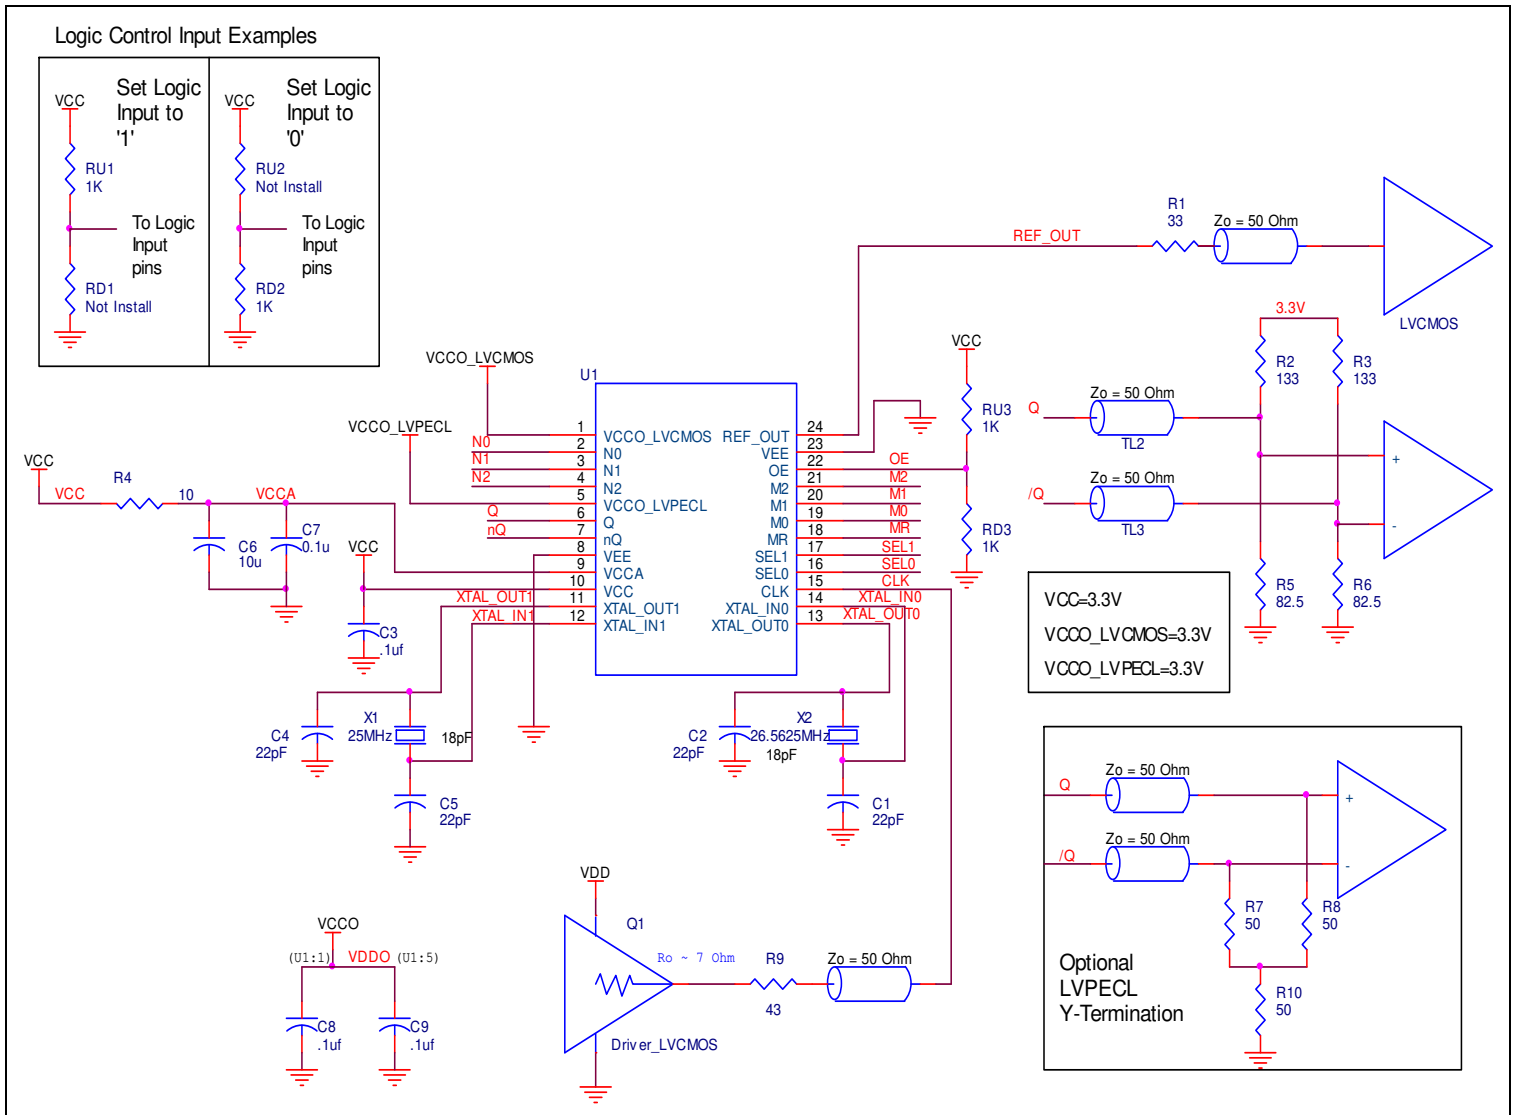 Logic Control Input Examples
VCC
Set Logic
Input to
'1'
RU1
1K
To Logic
Input
pins
RD1
Not Install
VCC
Set Logic
Input to
'0'
RU2
Not Install
To Logic
Input
pins
RD2
1K
REF_OUT
R1
33
Zo = 50 Ohm
LVCMOS
VCCO_LVCMOS
VCCO_LVPECL
U1
1 VCCO_LVCMOS
N0 2 N0
N1 3 N1
N2 4 N2
5 VCCO_LVPECL
Q 6 Q
nQ 7 nQ
8 VEE
9 VCCA
10 VCC
XTAL_OUT1 11 XTAL_OUT1
XTAL_IN1 12 XTAL_IN1
REF_OUT 24
VEE 23
OE 22 OE
M2 21 M2
M1 20 M1
M0 19 M0
MR 18 MR
SEL1 17 SEL1
SEL0 16 SEL0
CLK 15 CLK
XTAL_IN0 14 XTAL_IN0
XTAL_OUT0 13 XTAL_OUT0
VCC
RU3
1K
RD3
1K
VCC
VCC
R4
10
VCCA
C6
10u
C7
0.1u
VCC
C3
.1uf
C4
22pF
X1
25MHz
18pF
C5
22pF
C2
22pF
X2
26.5625MHz
18pF
C1
22pF
3.3V
R2
133
R3
133
Q
Zo = 50 Ohm
TL2
/Q
Zo = 50 Ohm
TL3
+
-
R5
82.5
R6
82.5
VCC=3.3V
VCCO_LVCMOS=3.3V
VCCO_LVPECL=3.3V
Q
Zo = 50 Ohm
/Q
Zo = 50 Ohm
+
-
R7
50
R8
50
R10
50
Optional
LVPECL
Y-Termination
VCCO
(U1:1) VDDO (U1:5)
C8
.1uf
C9
.1uf
VDD
Q1
Ro ~ 7 Ohm
Driver_LVCMOS
R9
43
Zo = 50 Ohm